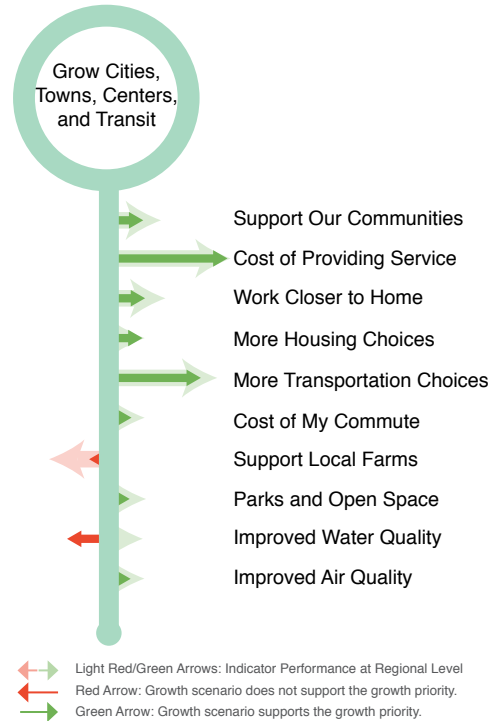 Grow Cities,
Towns, Centers,
and Transit
Support Our Communities
Cost of Providing Service
Work Closer to Home
More Housing Choices
More Transportation Choices
Cost of My Commute
Support Local Farms
Parks and Open Space
Improved Water Quality
Improved Air Quality
Light Red/Green Arrows: Indicator Performance at Regional Level
Red Arrow: Growth scenario does not support the growth priority.
Green Arrow: Growth scenario supports the growth priority.